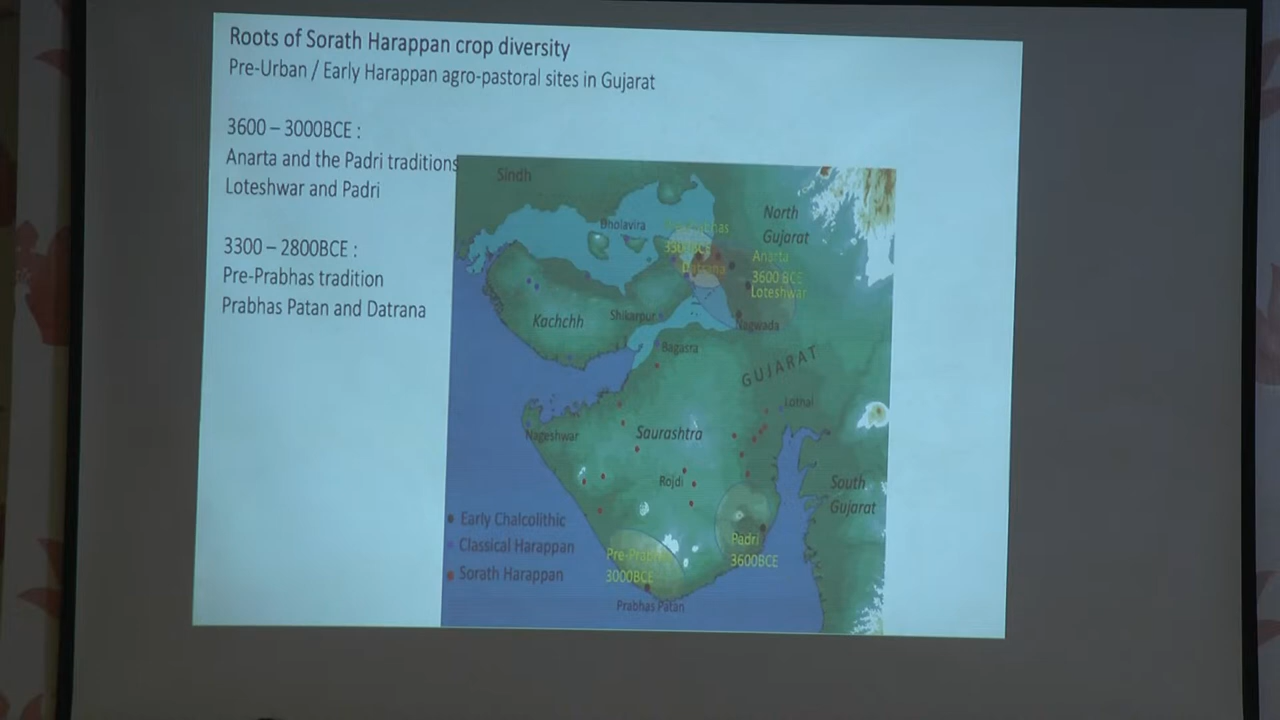 Roots of Sorath Harappan crop diversity
Pre-Urban / Early Harappan agro-pastoral sites in Gujarat
3600 – 3000BCE :
Anarta and the Padri traditions
Loteshwar and Padri
3300 – 2800BCE :
Pre-Prabhas tradition
Prabhas Patan and Datrana
Sindh
Dholavira
North
Gujarat
Datrana
Anarta
3600 BCE
Loteshwar
Kachchh
Shikarpur
Nagwada
Bagasra
GUJARAT
Lothal
Nageshwar
Saurashtra
Rojdi
South
Gujarat
Early Chalcolithic
Classical Harappan
Sorath Harappan
Padri
3600BCE
3000BCE
Prabhas Patan